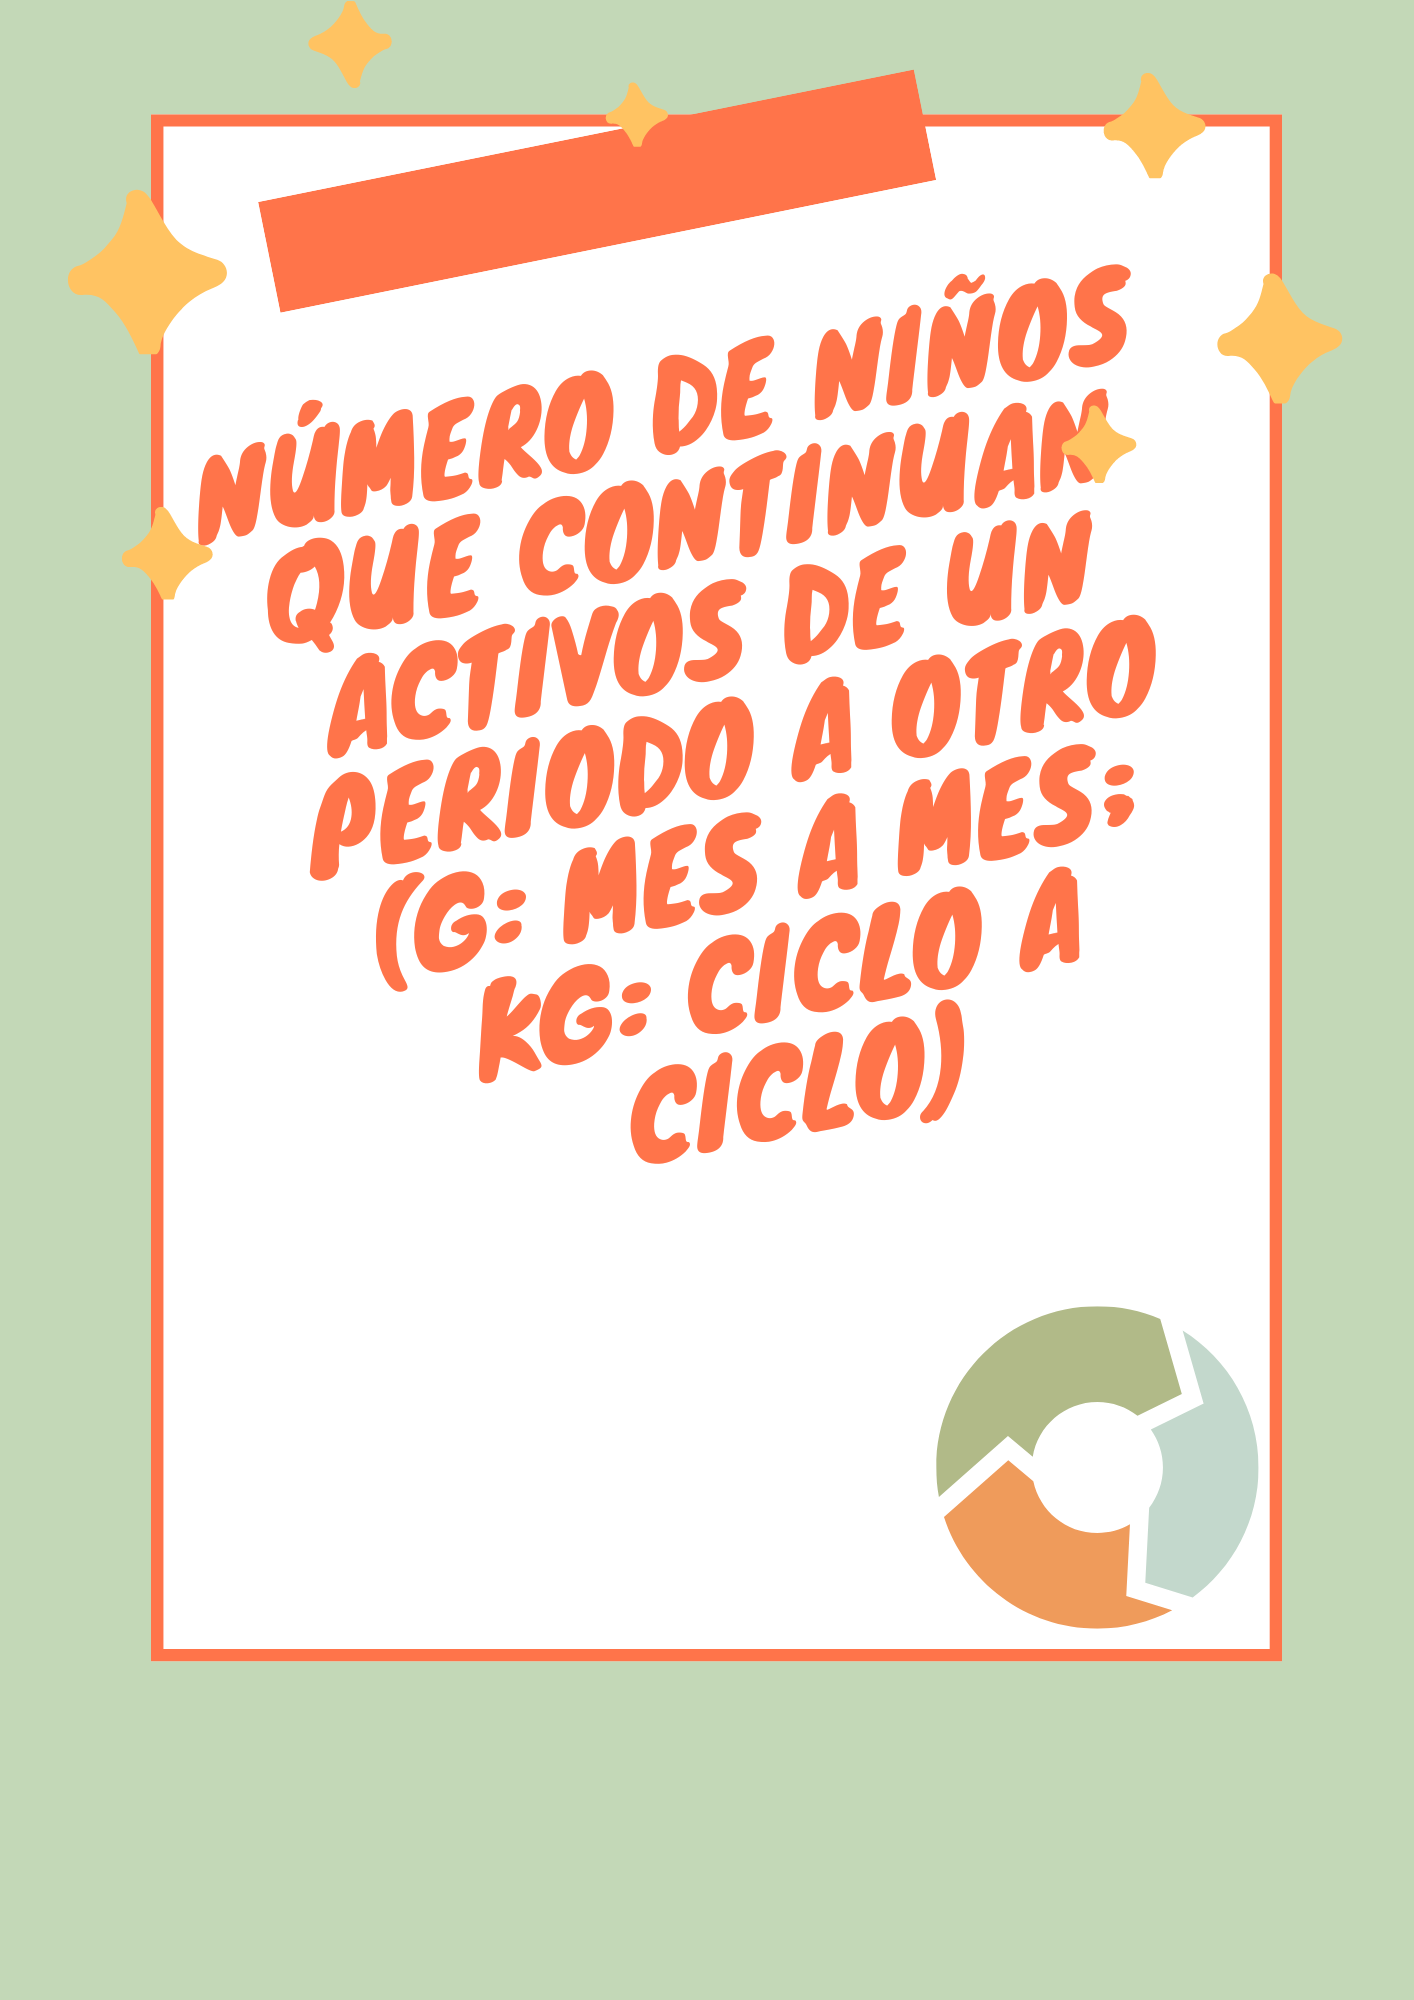 NÚMERO DE NIÑOS
QUE CONTINUAN
ACTIVOS DE UN
PERIODO A OTRO
(G: MES A MES;
KG: CICLO A
CICLO)